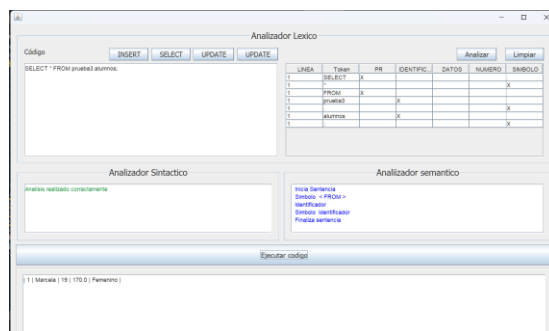 Analizador Lexico
Código
INSERT
SELECT
UPDATE
UPDATE
Analizar
Limpiar
SELECT * FROM prueba3.alumnos;
LINEA Token PR IDENTIFIC... DATOS NUMERO SIMBOLO
1 SELECT X
1 * X
1 FROM X
1 prueba3 X
1 . X
1 alumnos X
1 ; X
Analizador Sintactico
Analisis realizado correctamente
Analiizador semantico
Inicia Sentencia
Simbolo < FROM >
Identificador
Simbolo Identificador
Finaliza sentencia
Ejecutar codigo
| 1 | Marcela | 19 | 170.0 | Femenino |